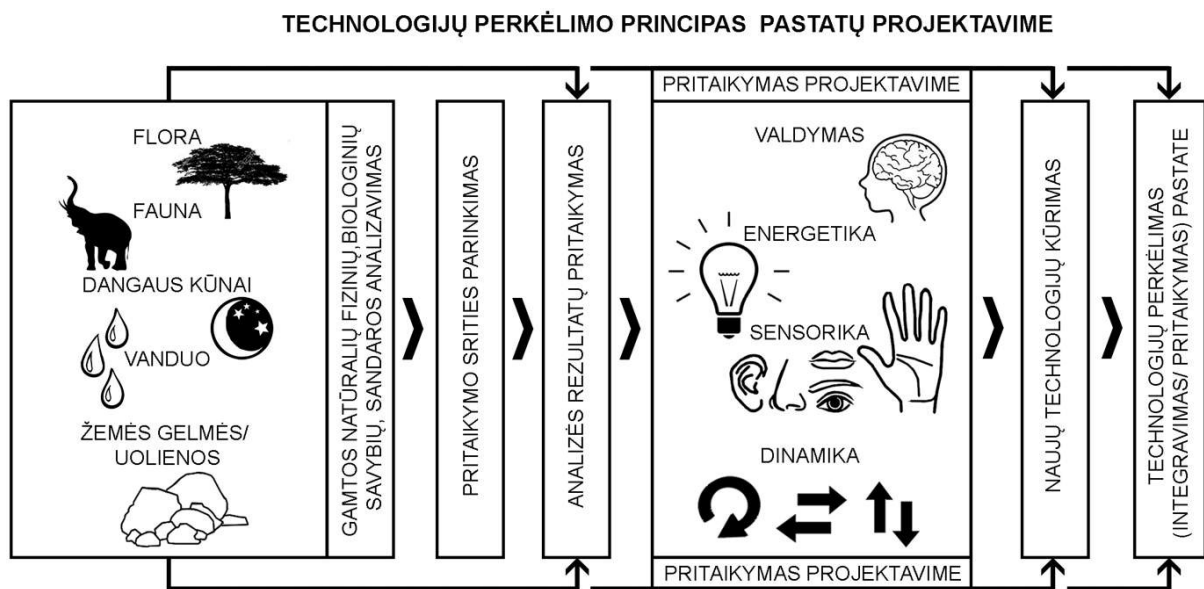 TECHNOLOGIJŲ PERKĖLIMO PRINCIPAS PASTATŲ PROJEKTAVIME
FLORA
FAUNA
DANGAUS KŪNAI
VANDUO
ŽEMĖS GELMĖS/
UOLIENOS
GAMTOS NATŪRALIŲ FIZINIŲ,BIOLOGINIŲ
SAVYBIŲ, SANDAROS ANALIZAVIMAS
PRITAIKYMO SRITIES PARINKIMAS
ANALIZĖS REZULTATŲ PRITAIKYMAS
PRITAIKYMAS PROJEKTAVIME
VALDYMAS
ENERGETIKA
SENSORIKA
DINAMIKA
PRITAIKYMAS PROJEKTAVIME
NAUJŲ TECHNOLOGIJŲ KŪRIMAS
TECHNOLOGIJŲ PERKĖLIMAS
(INTEGRAVIMAS/ PRITAIKYMAS) PASTATE